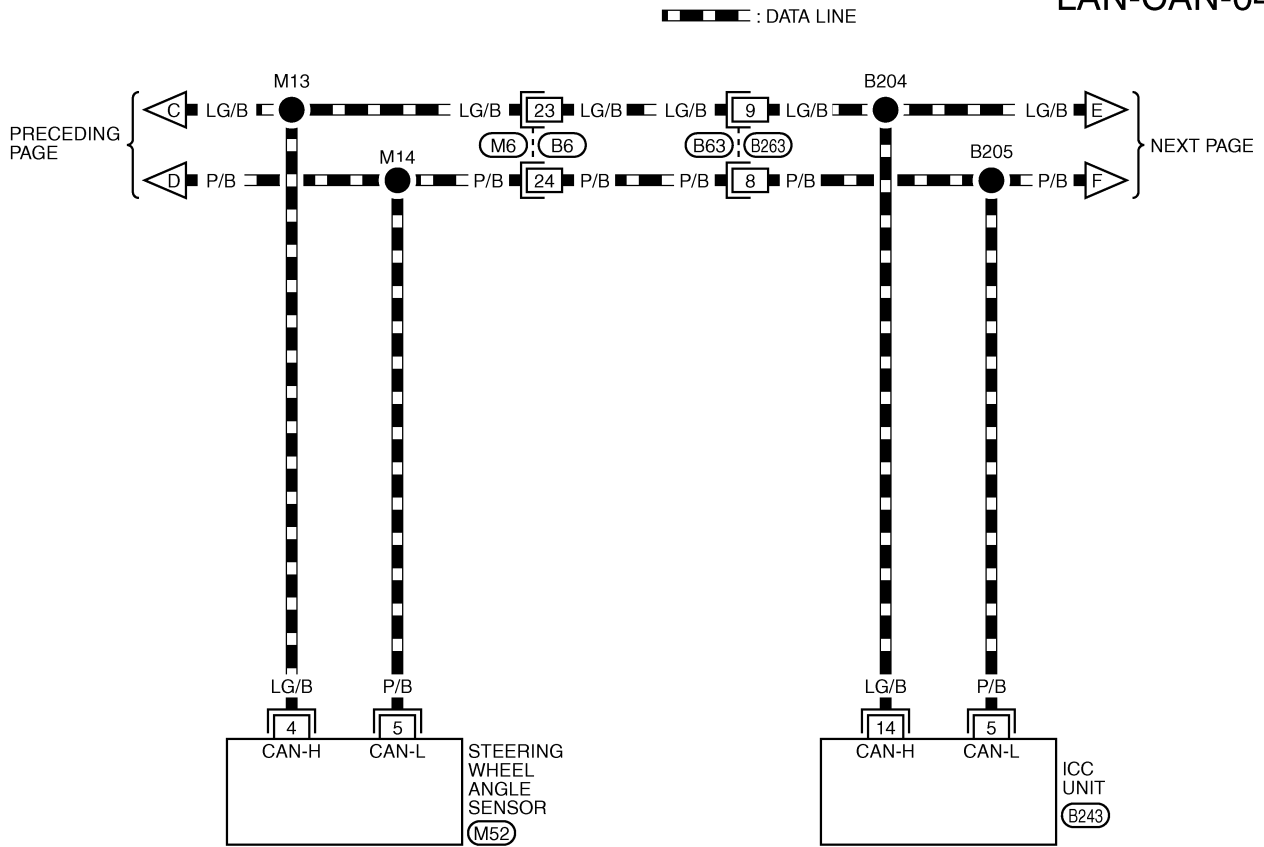 LAN-CAN-04
: DATA LINE
M13
B204
C LG/B LG/B 23 LG/B LG/B 9 LG/B LG/B E
PRECEDING
PAGE
M6 B6 B63 B263
NEXT PAGE
M14
B205
D P/B P/B 24 P/B P/B 8 P/B P/B F
LG/B P/B LG/B P/B
4 5 14 5
CAN-H CAN-L
STEERING
WHEEL
ANGLE
SENSOR
M52
CAN-H CAN-L
ICC
UNIT
B243